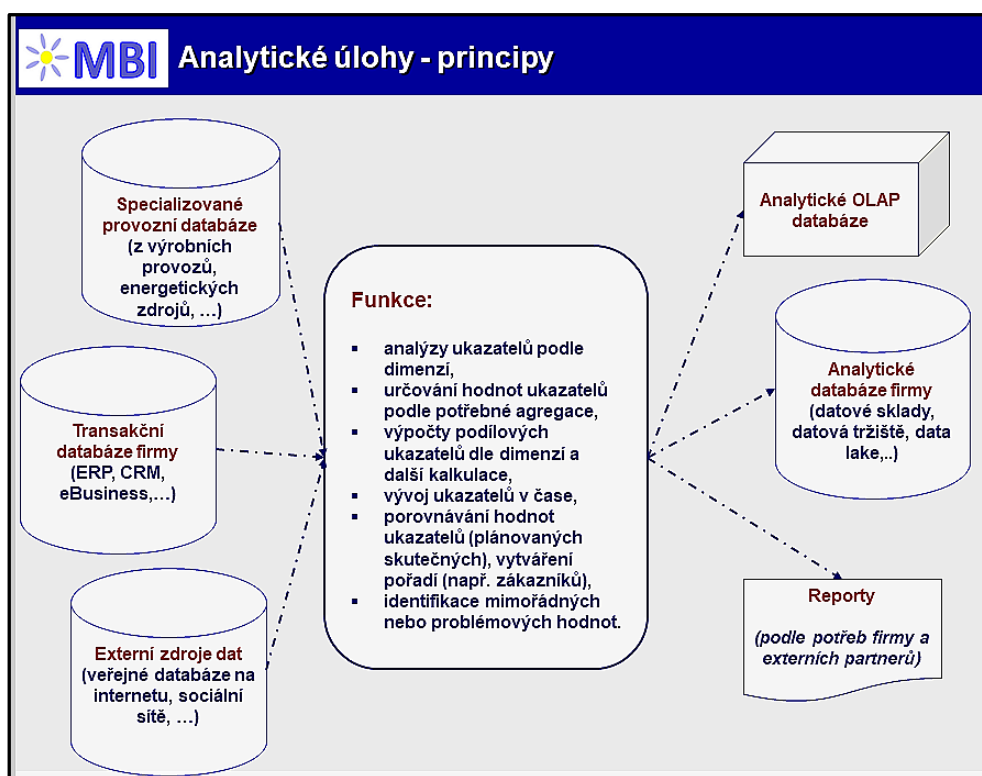 MBI
Analytické úlohy - principy
Specializované
provozní databáze
(z výrobních
provozů,
energetických
zdrojů, ...)
Transakční
databáze firmy
(ERP, CRM,
eBusiness,...)
Externí zdroje dat
(veřejné databáze na
internetu, sociální
sítě, ...)
Funkce:
▪ analýzy ukazatelů podle
dimenzí,
▪ určování hodnot ukazatelů
podle potřebné agregace,
▪ výpočty podílových
ukazatelů dle dimenzí a
další kalkulace,
▪ vývoj ukazatelů v čase,
▪ porovnávání hodnot
ukazatelů (plánovaných
skutečných), vytváření
pořadí (např. zákazníků),
▪ identifikace mimořádných
nebo problémových hodnot.
Analytické OLAP
databáze
Analytické
databáze firmy
(datové sklady,
datová tržiště, data
lake,..)
Reporty
(podle potřeb firmy a
externích partnerů)